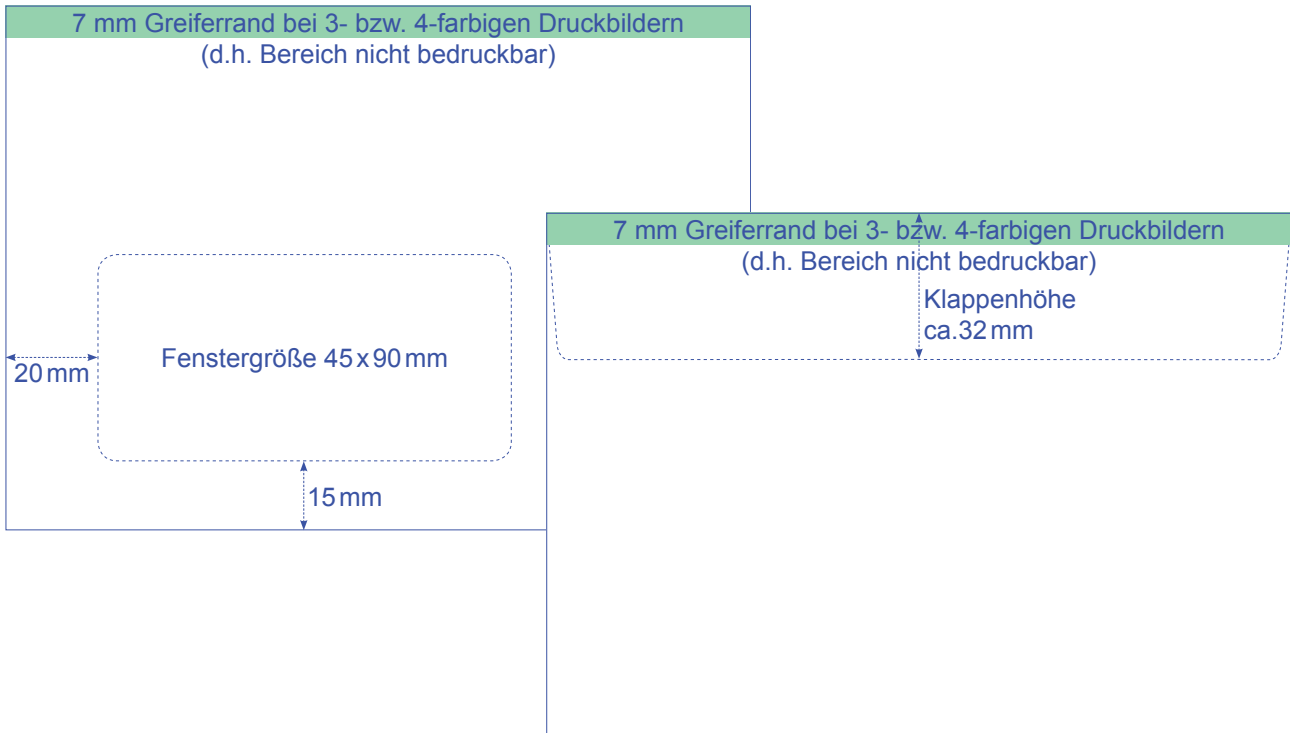 7 mm Greiferrand bei 3- bzw. 4-farbigen Druckbildern
(d.h. Bereich nicht bedruckbar)
Fenstergröße 45 x 90 mm
20 mm
15 mm
7 mm Greiferrand bei 3- bzw. 4-farbigen Druckbildern
(d.h. Bereich nicht bedruckbar)
Klappenhöhe
ca. 32 mm